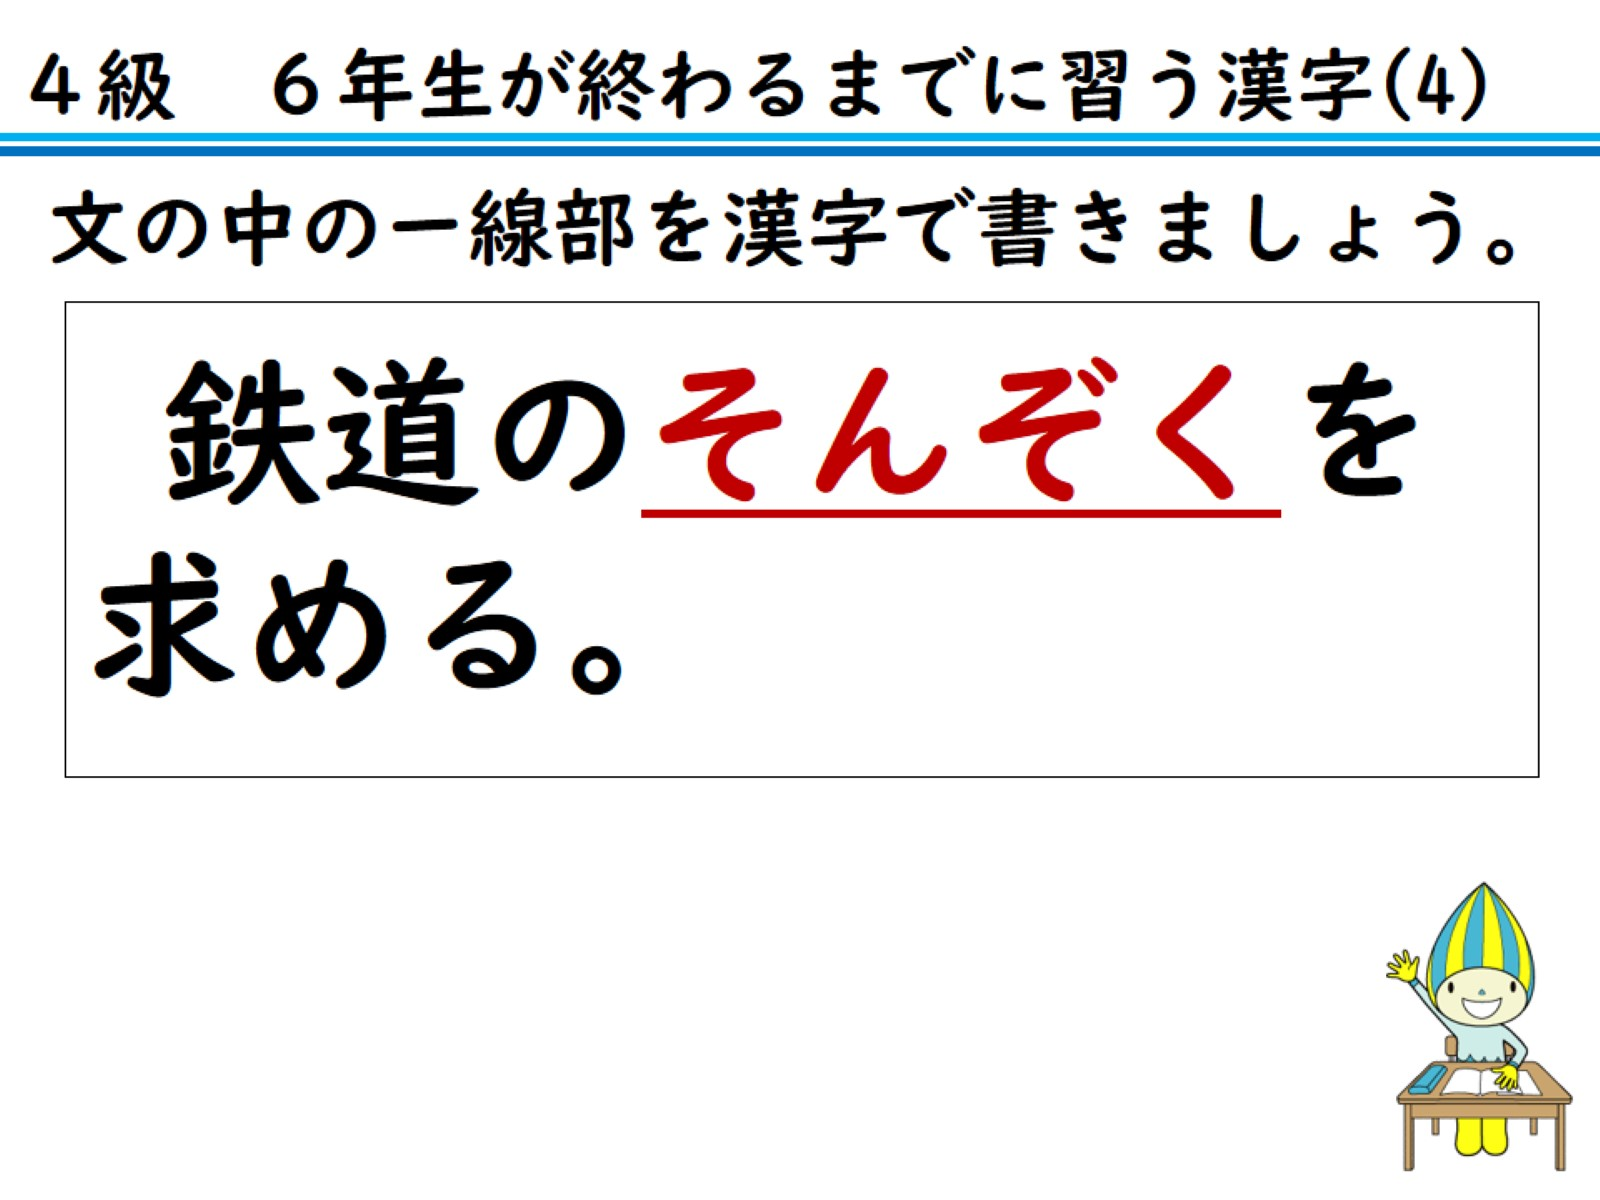 4級　6年生が終わるまでに習う漢字(4)
文の中の一線部を漢字で書きましょう。
鉄道のそんぞくを
求める。